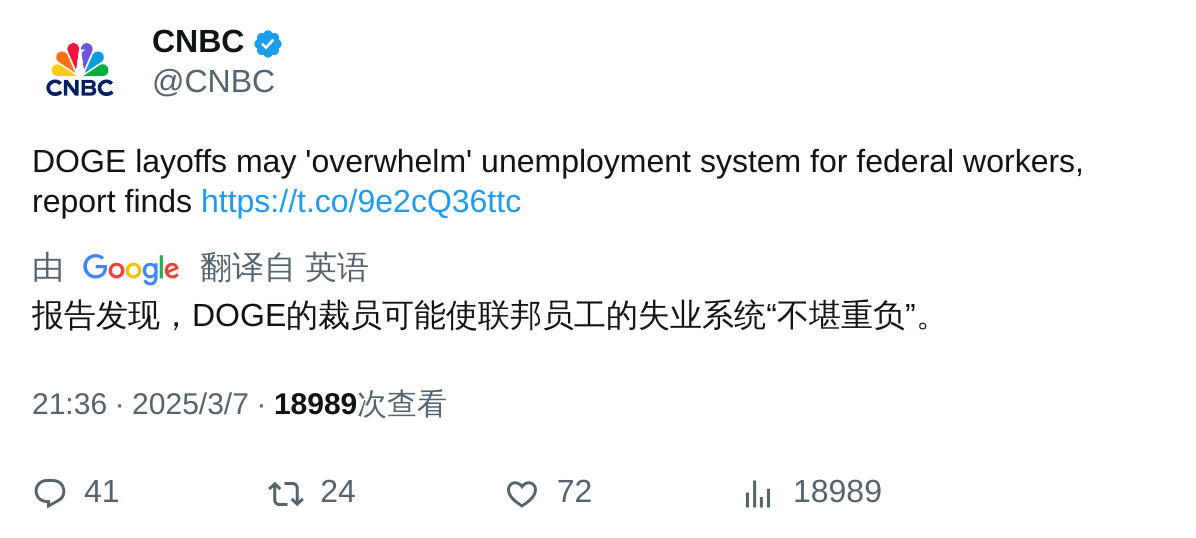 CNBC
CNBC
@CNBC
DOGE layoffs may 'overwhelm' unemployment system for federal workers,
report finds https://t.co/9e2cQ36ttc
由 Google 翻译自 英语
报告发现，DOGE的裁员可能使联邦员工的失业系统“不堪重负”。
21:36 · 2025/3/7 · 18989次查看
41 24 72 18989